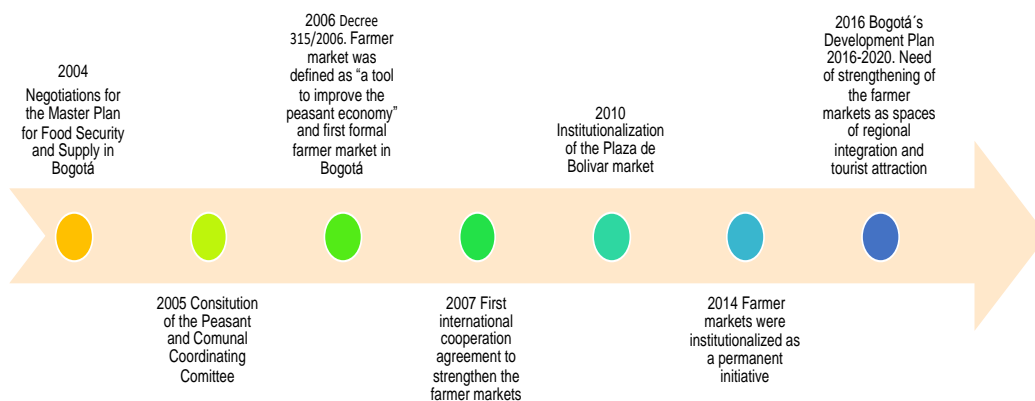 2004
Negotiations for
the Master Plan
for Food Security
and Supply in
Bogotá
2005 Consitution
of the Peasant
and Comunal
Coordinating
Comittee
2006 Decree
315/2006. Farmer
market was
defined as “a tool
to improve the
peasant economy”
and first formal
farmer market in
Bogotá
2007 First
international
cooperation
agreement to
strengthen the
farmer markets
2010
Institutionalization
of the Plaza de
Bolivar market
2014 Farmer
markets were
institutionalized as
a permanent
initiative
2016 Bogotá´s
Development Plan
2016-2020. Need
of strengthening of
the farmer
markets as spaces
of regional
integration and
tourist attraction